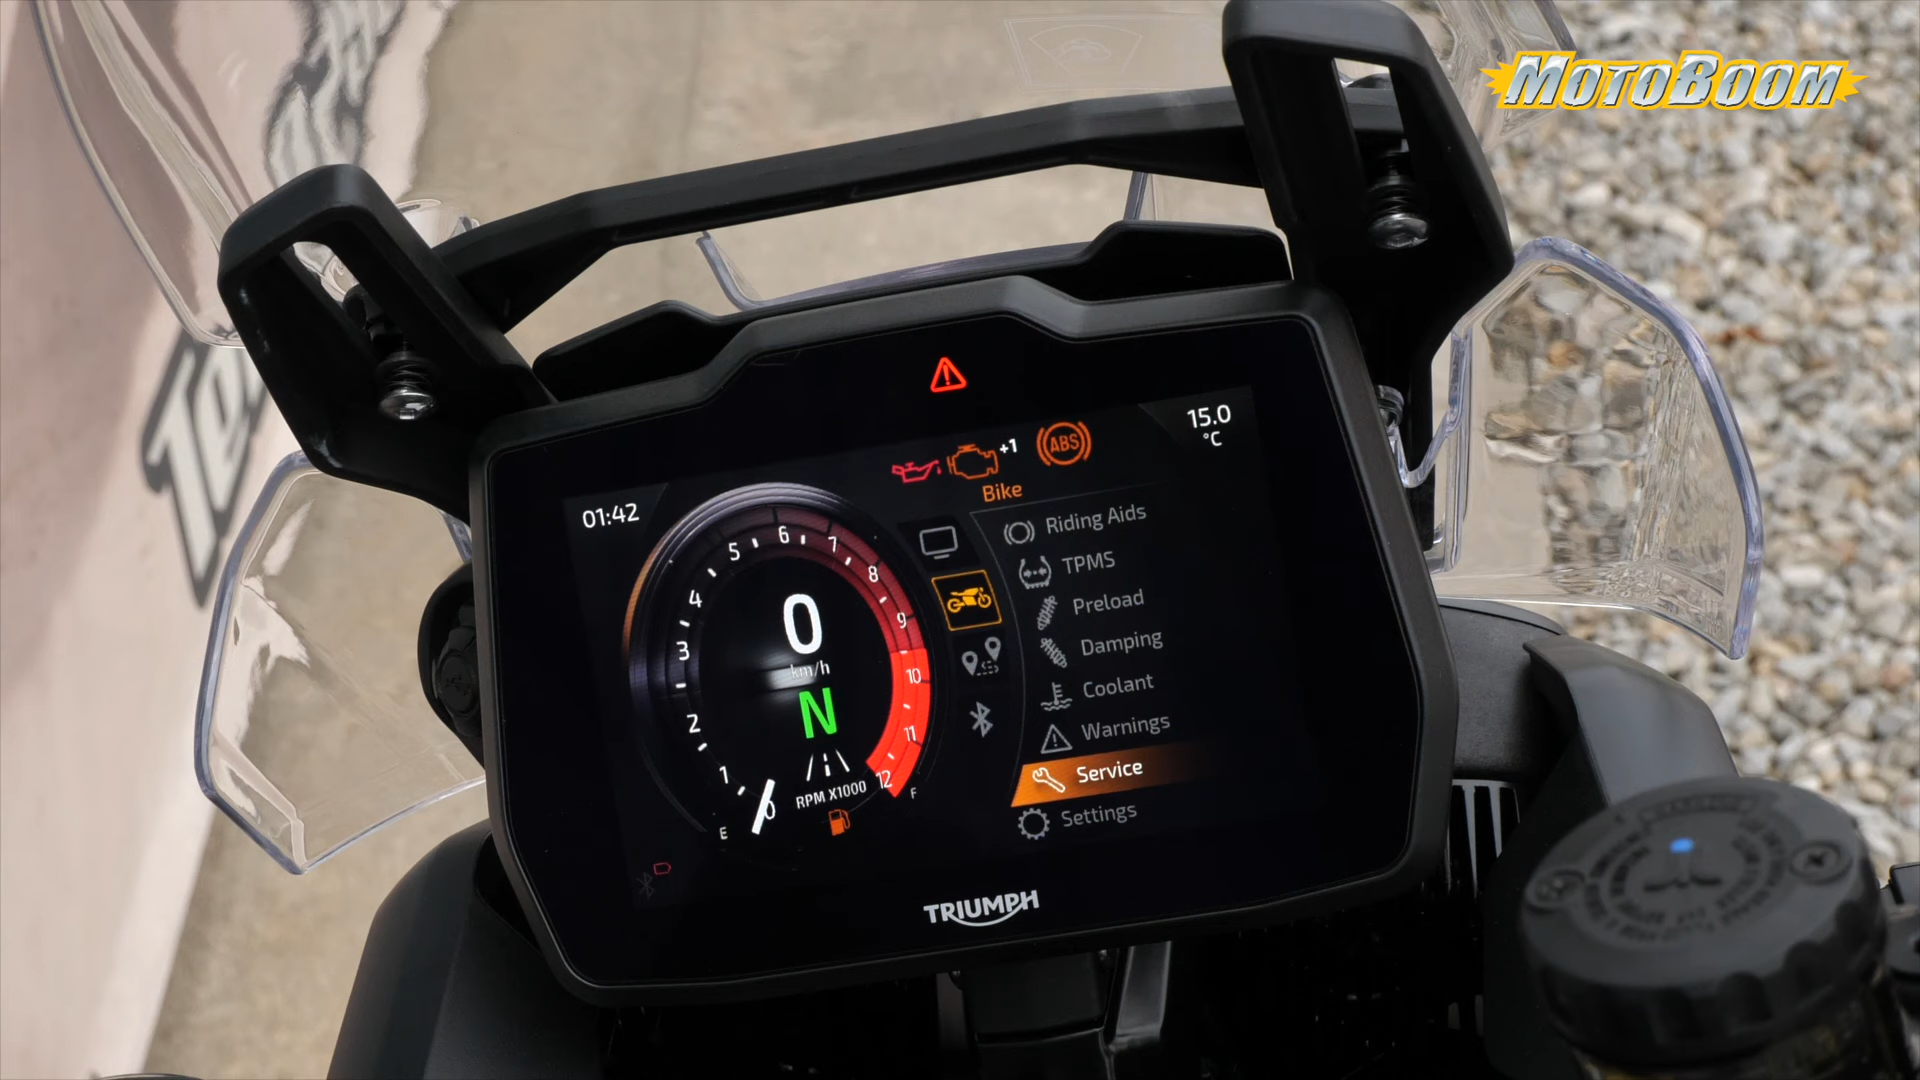 MOTOBOOM
ABS
+1
15.0
°C
Bike
01:42
Riding Aids
TPMS
Preload
Damping
Coolant
Warnings
Service
Settings
0
1
2
3
4
5
6
7
8
9
10
11
12
0
km/h
N
RPM X1000
E
F
TRIUMPH